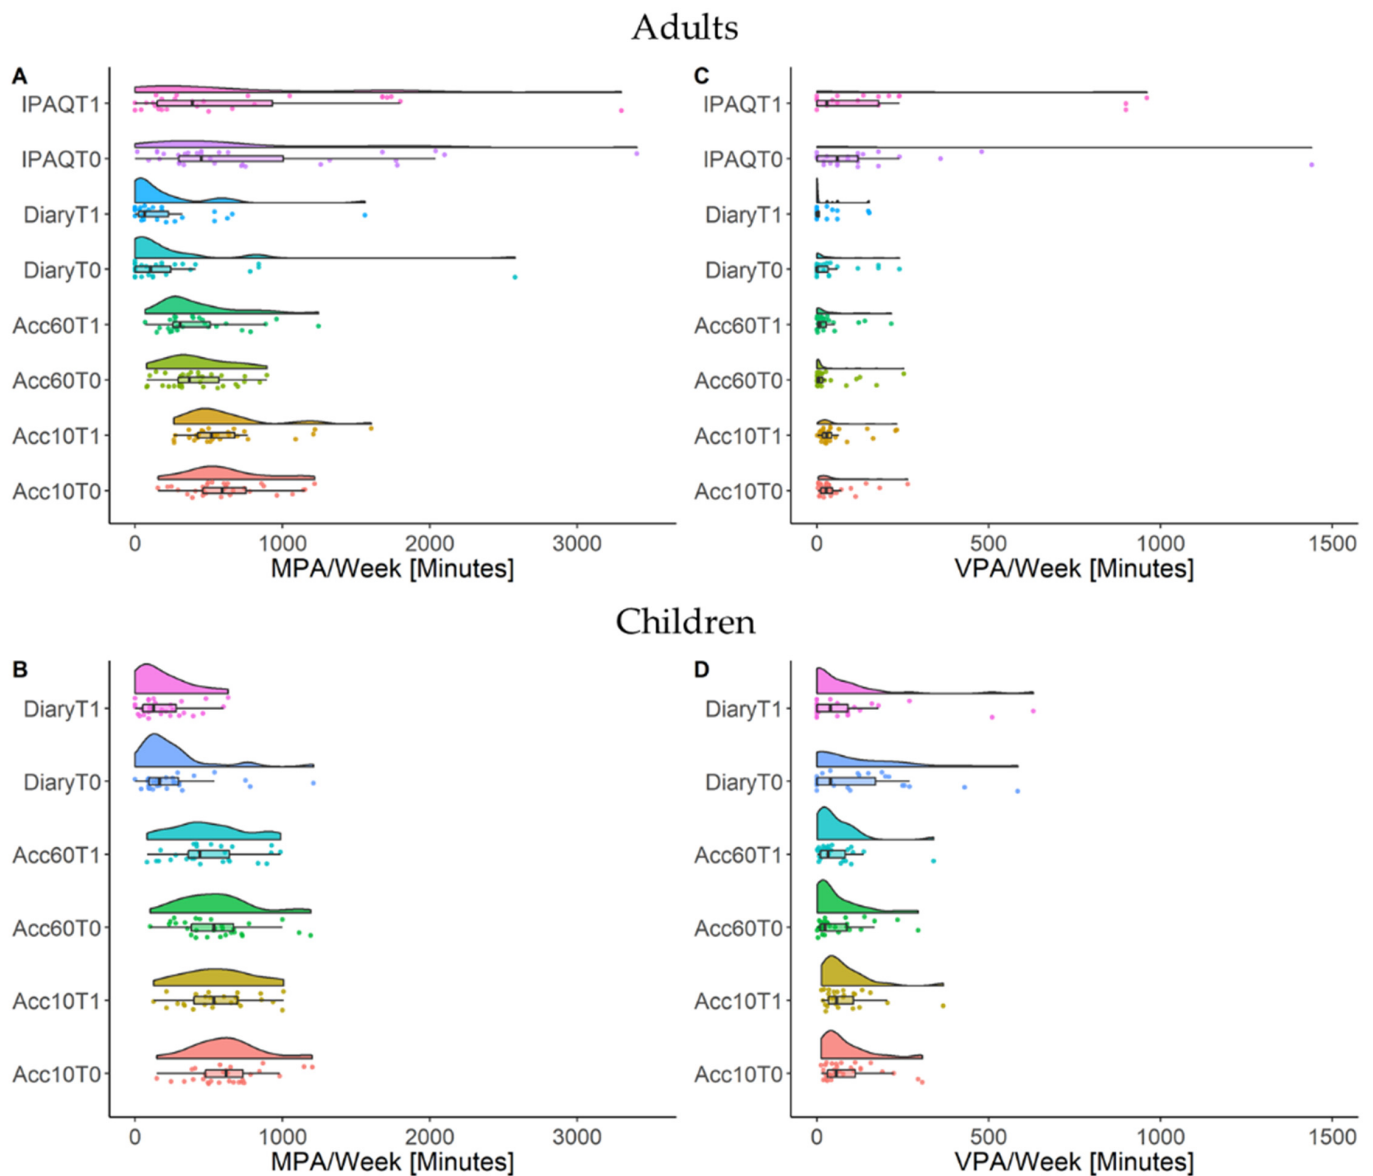 Adults
A
IPAQT1
IPAQT0
DiaryT1
DiaryT0
Acc60T1
Acc60T0
Acc10T1
Acc10T0
0 1000 2000 3000
MPA/Week [Minutes]
C
IPAQT1
IPAQT0
DiaryT1
DiaryT0
Acc60T1
Acc60T0
Acc10T1
Acc10T0
0 500 1000 1500
VPA/Week [Minutes]
Children
B
DiaryT1
DiaryT0
Acc60T1
Acc60T0
Acc10T1
Acc10T0
0 1000 2000 3000
MPA/Week [Minutes]
D
DiaryT1
DiaryT0
Acc60T1
Acc60T0
Acc10T1
Acc10T0
0 500 1000 1500
VPA/Week [Minutes]